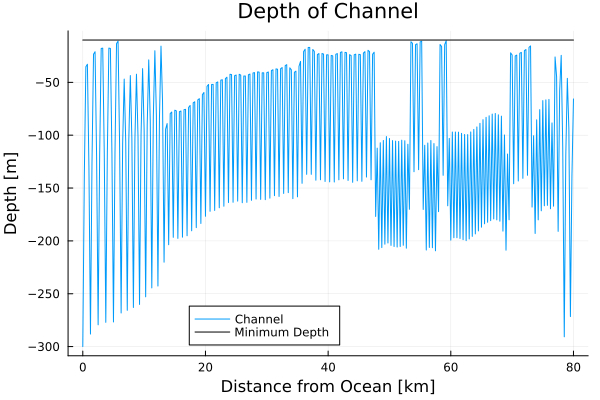 Depth of Channel
Depth [m]
−50
−100
−150
−200
−250
−300
Channel
Minimum Depth
0
20
40
60
80
Distance from Ocean [km]